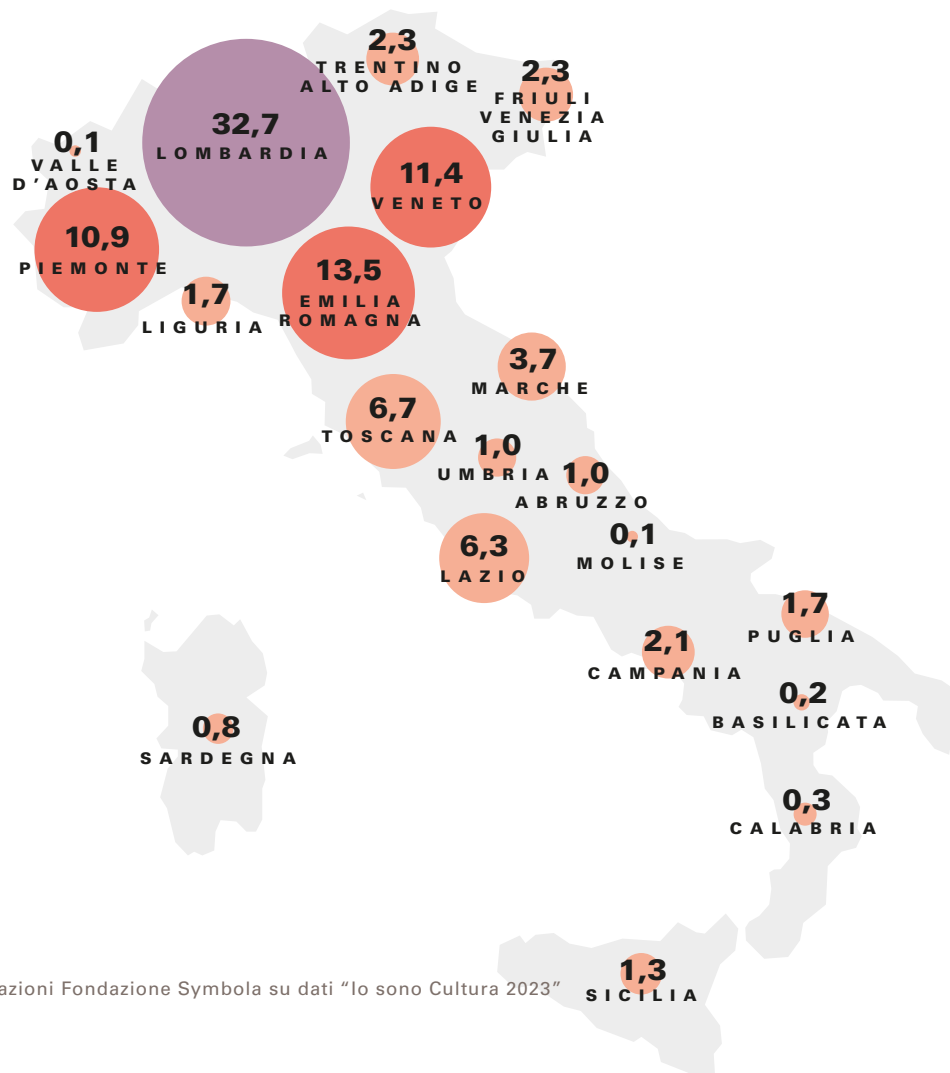 2,3
TRENTINO
ALTO ADIGE
2,3
FRIULI
VENEZIA
GIULIA
32,7
LOMBARDIA
0,1
VALLE
D'AOSTA
11,4
VENETO
10,9
PIEMONTE
13,5
EMILIA
ROMAGNA
1,7
LIGURIA
3,7
MARCHE
6,7
TOSCANA
1,0
UMBRIA
1,0
ABRUZZO
0,1
MOLISE
6,3
LAZIO
1,7
PUGLIA
2,1
CAMPANIA
0,2
BASILICATA
0,8
SARDEGNA
0,3
CALABRIA
1,3
SICILIA
azioni Fondazione Symbola su dati “Io sono Cultura 2023”